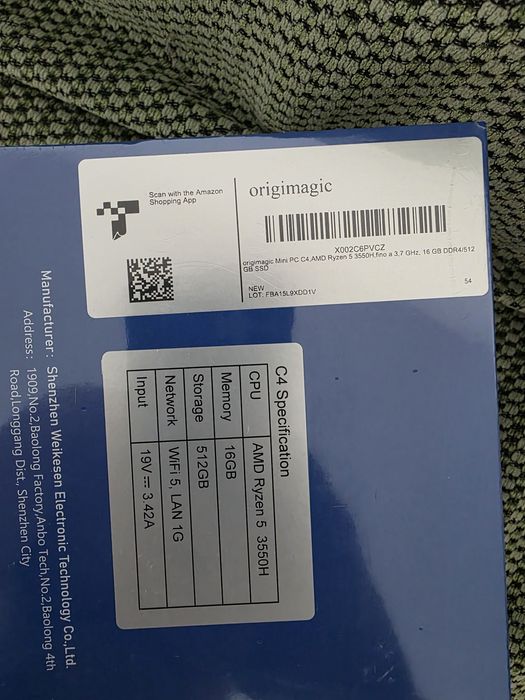 Scan with the Amazon
Shopping App
origimagic
X002C6PVCZ
origimagic Mini PC C4,AMD Ryzen 5 3550H,fino a 3,7 GHz, 16 GB DDR4/512
GB SSD
NEW
LOT: FBA15L9XDD1V
54
C4 Specification
CPU AMD Ryzen 5 3550H
Memory 16GB
Storage 512GB
Network WiFi 5, LAN 1G
Input 19V⎓ 3.42A
Manufacturer: Shenzhen Weikesen Electronic Technology Co.,Ltd.
Address: 1909,No.2,Baolong Factory,Anbo Tech,No.2,Baolong 4th
Road,Longgang Dist., Shenzhen City